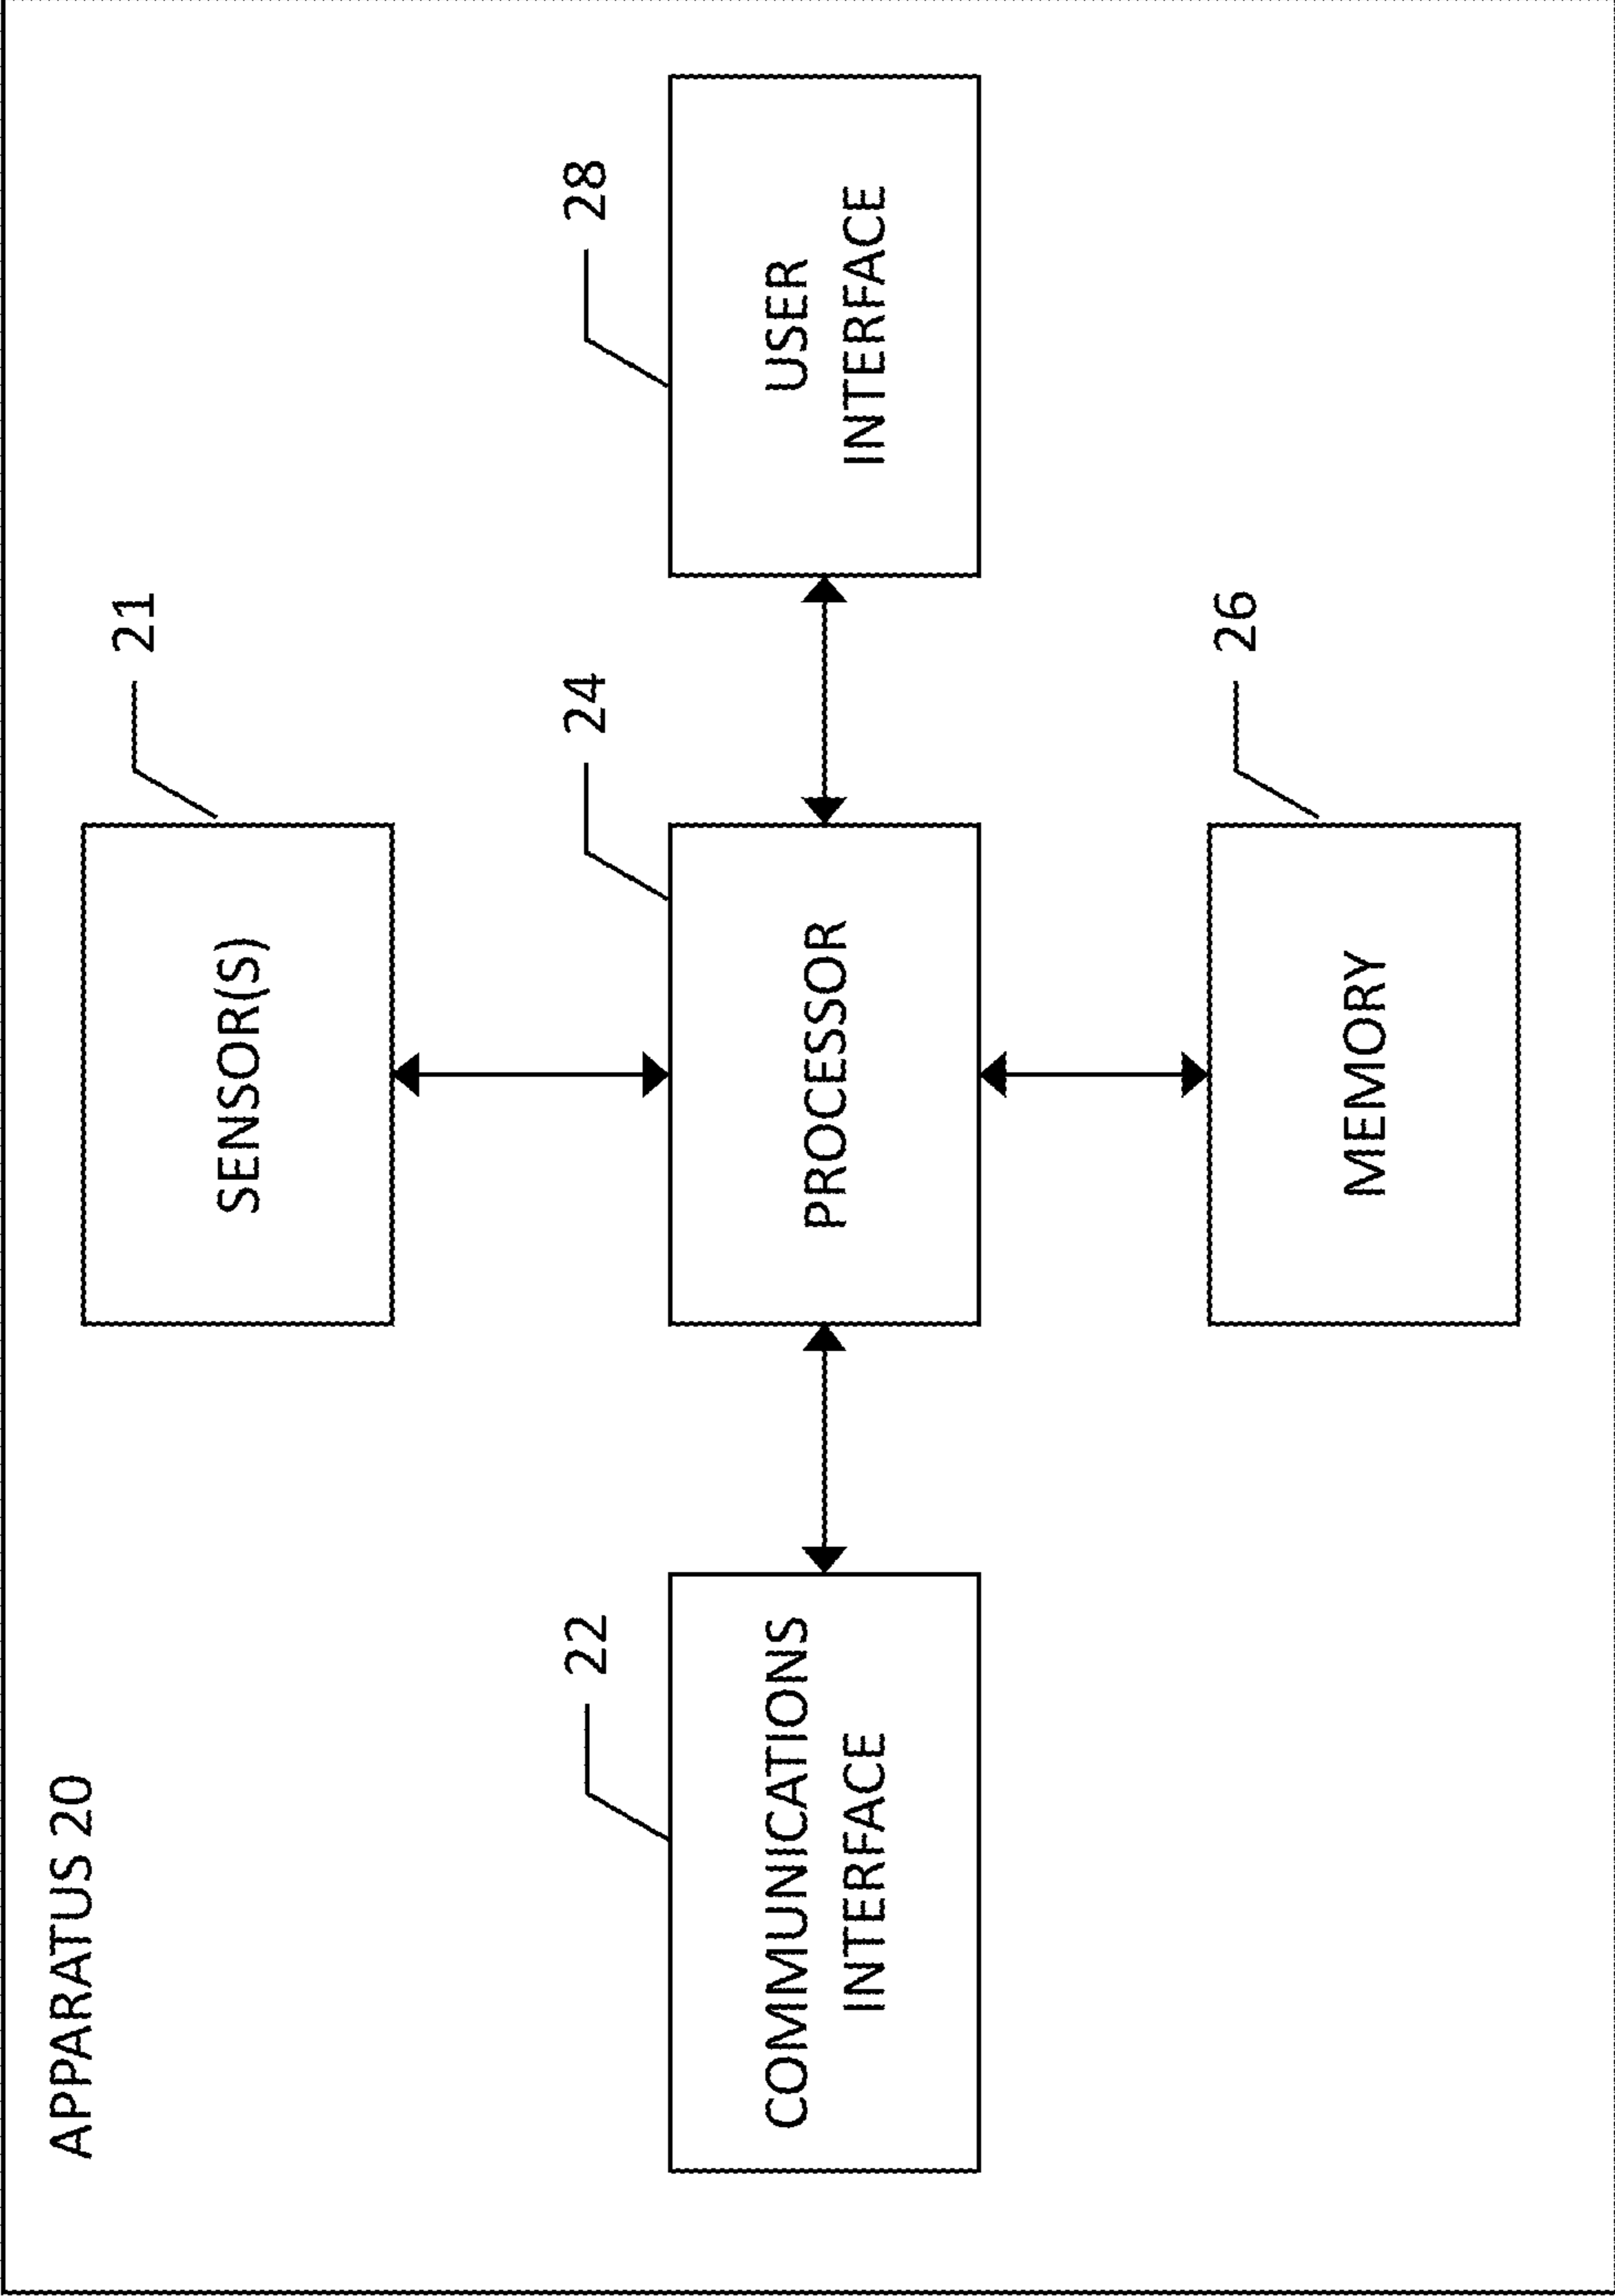 APPARATUS 20
21
SENSOR(S)
22
24
28
COMMUNICATIONS
INTERFACE
PROCESSOR
USER
INTERFACE
26
MEMORY